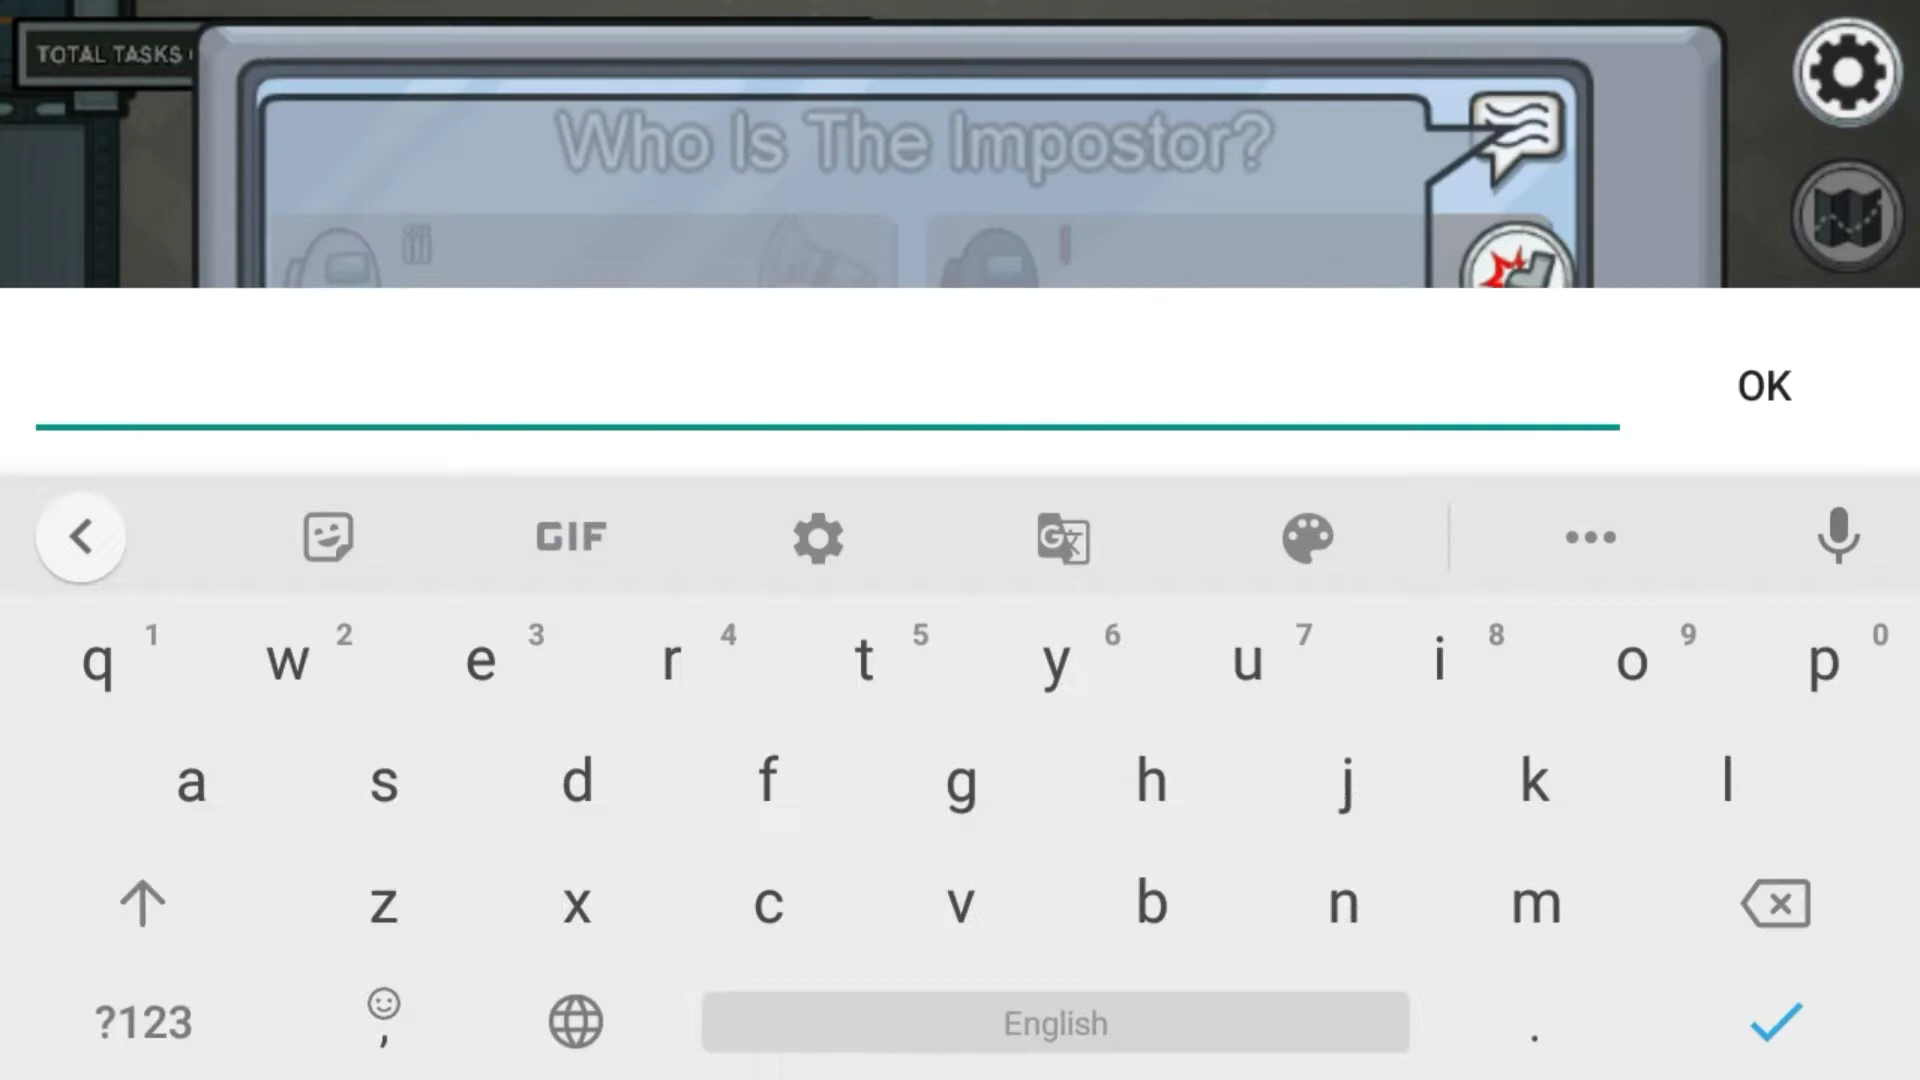 TOTAL TASKS
Who Is The Impostor?
iii
OK
GIF
q 1 w 2 e 3 r 4 t 5 y 6 u 7 i 8 o 9 p 0
a s d f g h j k l
z x c v b n m
?123 , English .